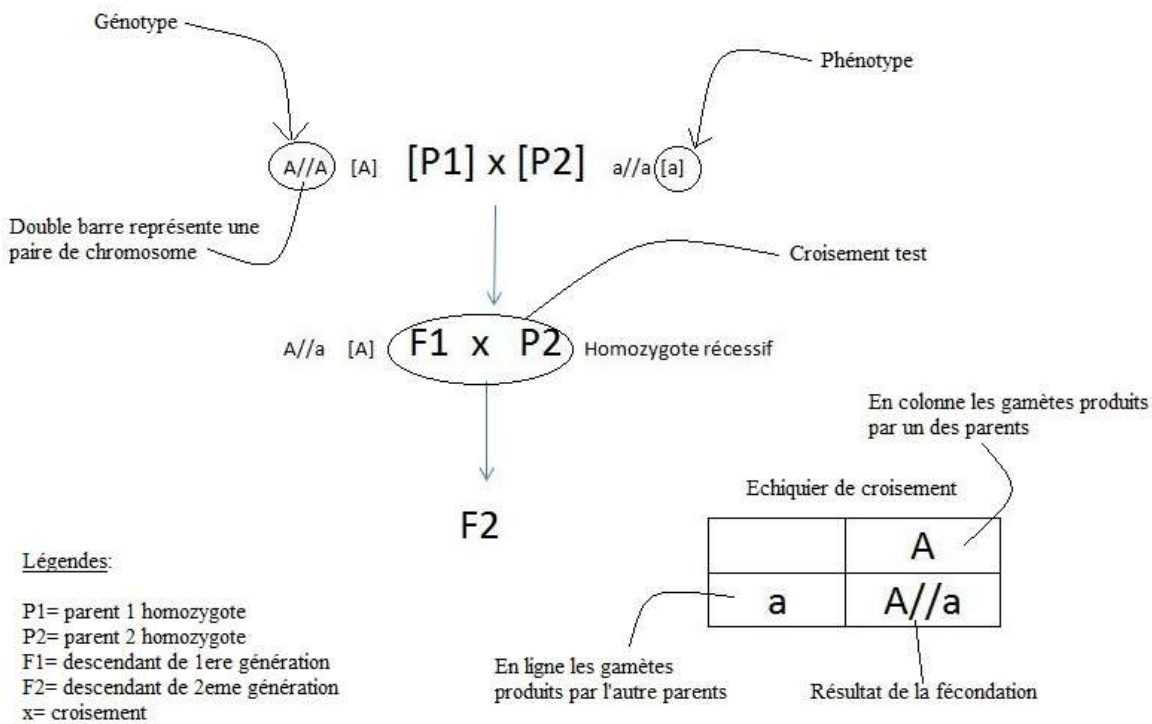 Génotype
Phénotype
A//A [A] [P1] x [P2] a//a [a]
Double barre représente une
paire de chromosome
Croisement test
A//a [A] F1 x P2 Homozygote récessif
En colonne les gamètes produits
par un des parents
F2
Echiquier de croisement
A
a A//a
Légendes:
P1= parent 1 homozygote
P2= parent 2 homozygote
F1= descendant de 1ere génération
F2= descendant de 2eme génération
x= croisement
En ligne les gamètes
produits par l'autre parents
Résultat de la fécondation